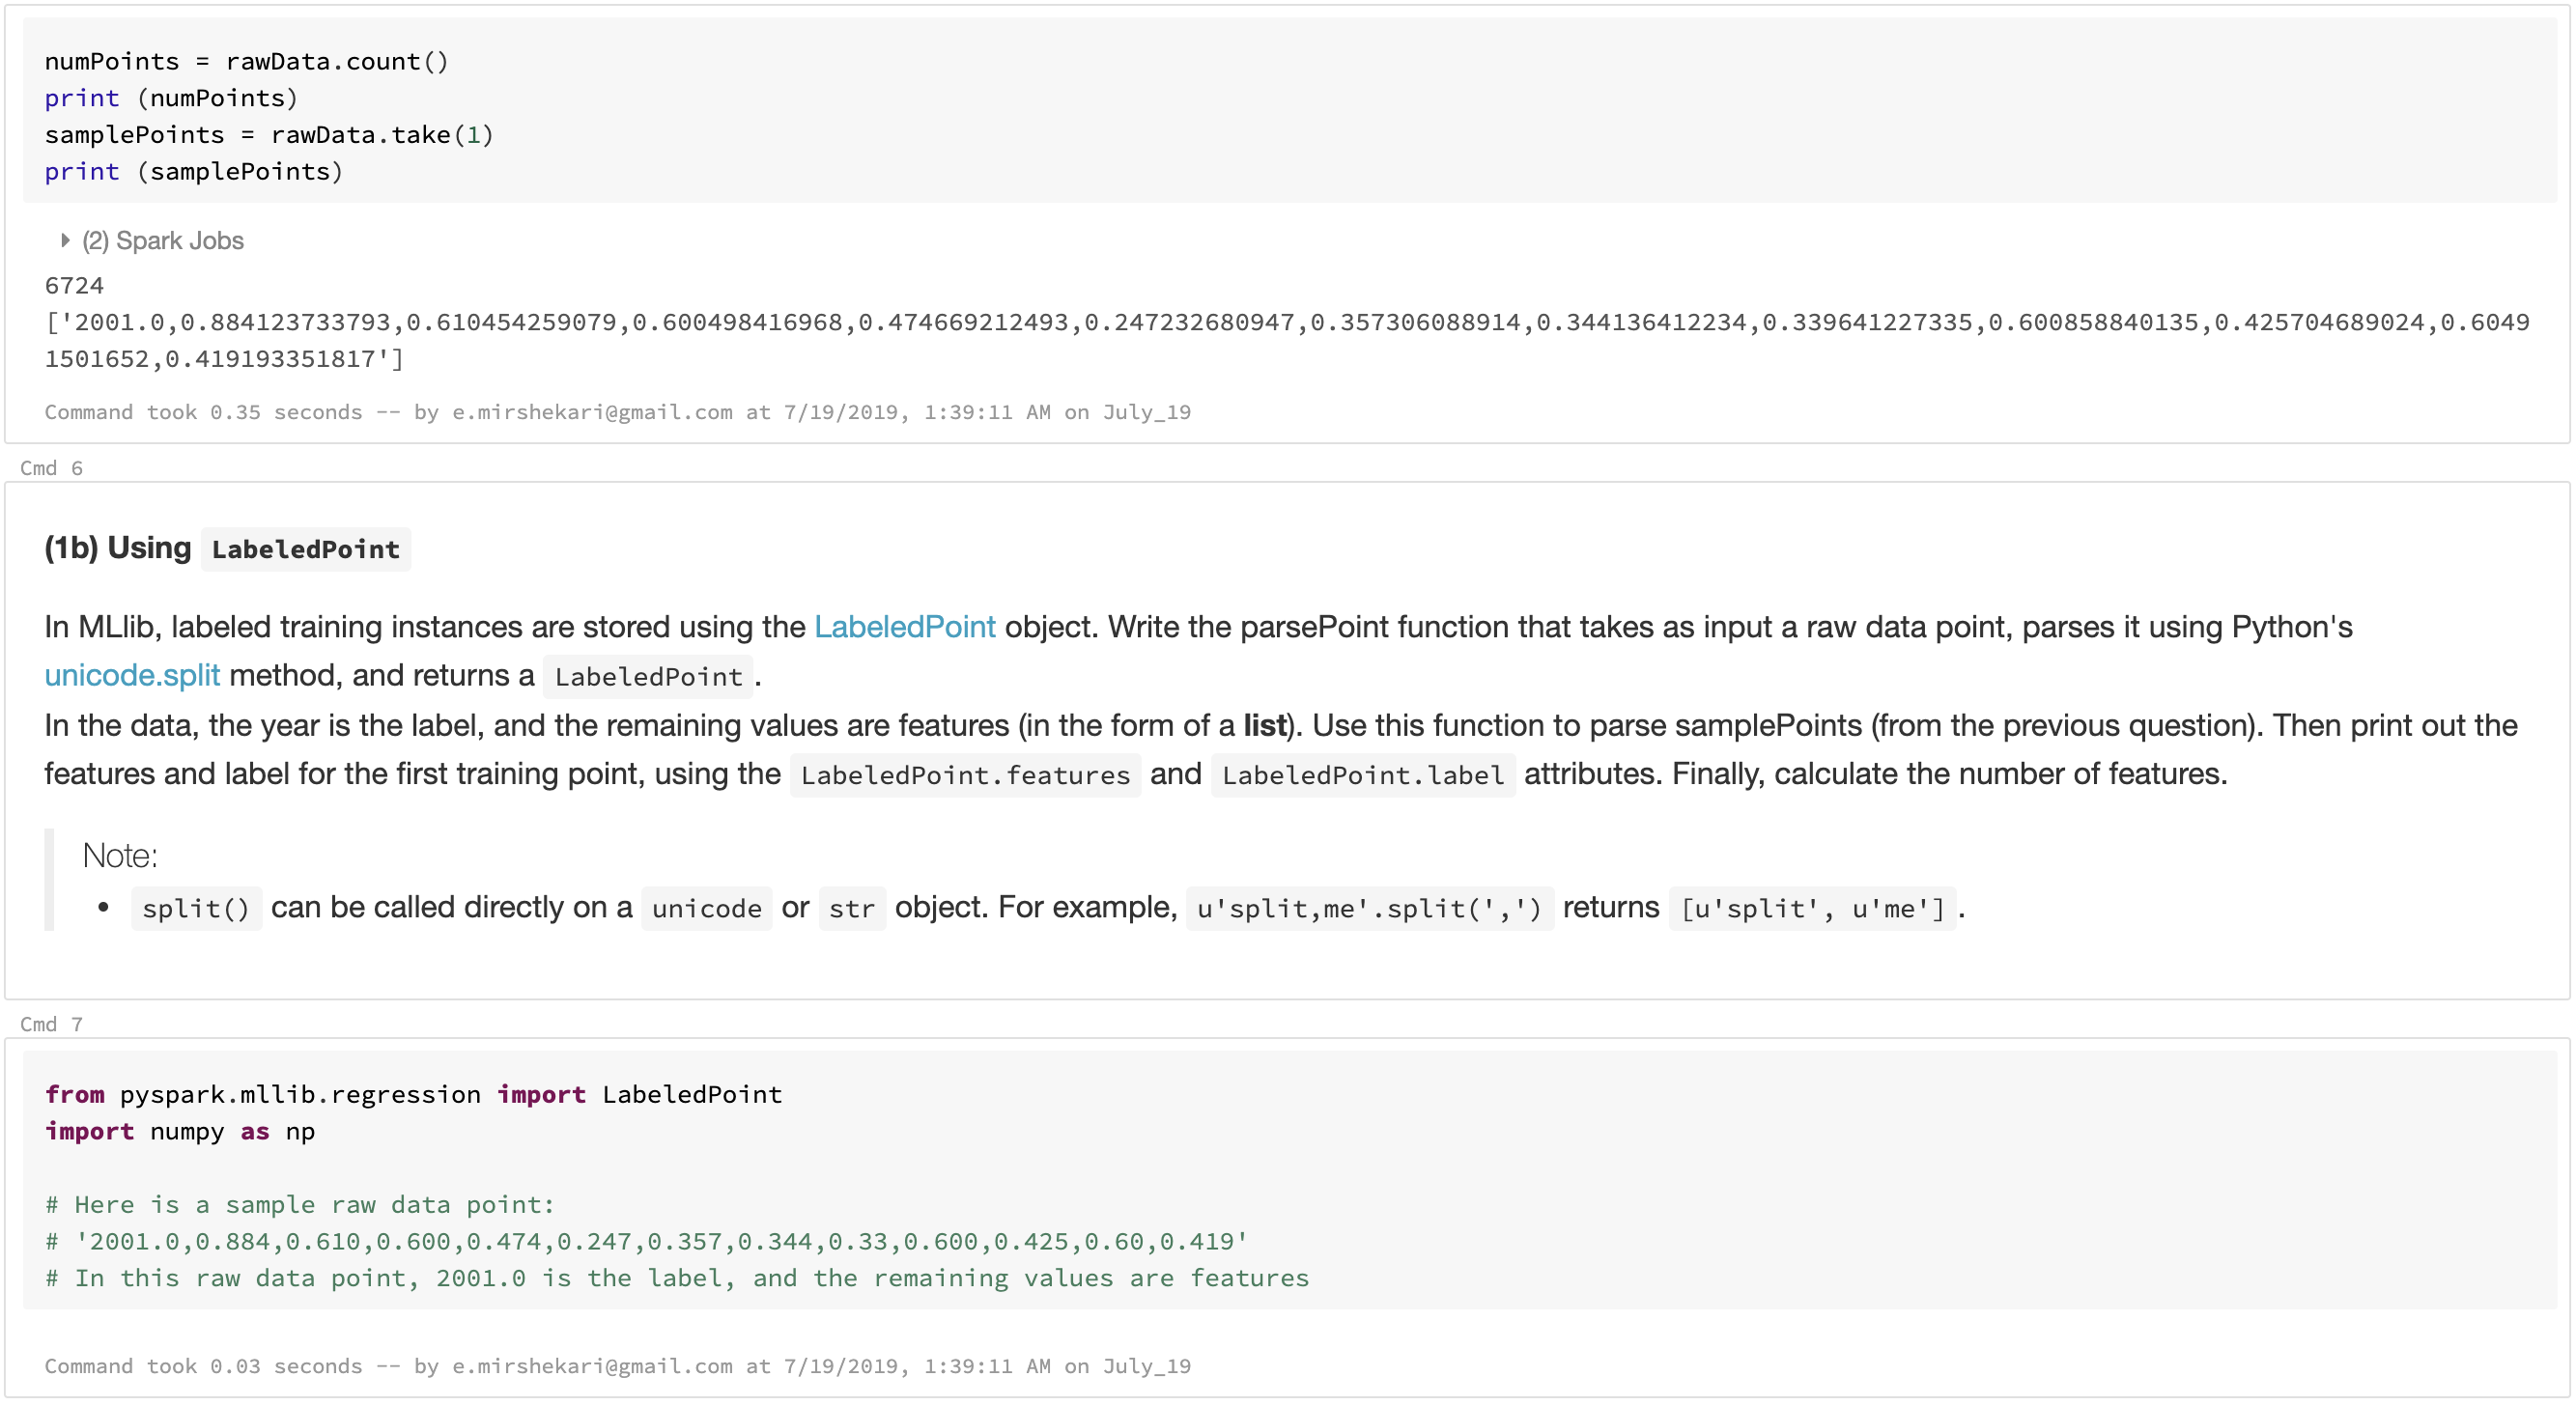 numPoints = rawData.count()
print (numPoints)
samplePoints = rawData.take(1)
print (samplePoints)
(2) Spark Jobs
6724
['2001.0,0.884123733793,0.610454259079,0.600498416968,0.474669212493,0.247232680947,0.357306088914,0.344136412234,0.339641227335,0.600858840135,0.425704689024,0.6049
1501652,0.419193351817']
Command took 0.35 seconds -- by e.mirshekari@gmail.com at 7/19/2019, 1:39:11 AM on July_19
Cmd 6
(1b) Using LabeledPoint
In MLlib, labeled training instances are stored using the LabeledPoint object. Write the parsePoint function that takes as input a raw data point, parses it using Python's
unicode.split method, and returns a LabeledPoint.
In the data, the year is the label, and the remaining values are features (in the form of a list). Use this function to parse samplePoints (from the previous question). Then print out the
features and label for the first training point, using the LabeledPoint.features and LabeledPoint.label attributes. Finally, calculate the number of features.
Note:
• split() can be called directly on a unicode or str object. For example, u'split,me'.split(',') returns [u'split', u'me'].
Cmd 7
from pyspark.mllib.regression import LabeledPoint
import numpy as np
# Here is a sample raw data point:
# '2001.0,0.884,0.610,0.600,0.474,0.247,0.357,0.344,0.33,0.600,0.425,0.60,0.419'
# In this raw data point, 2001.0 is the label, and the remaining values are features
Command took 0.03 seconds -- by e.mirshekari@gmail.com at 7/19/2019, 1:39:11 AM on July_19